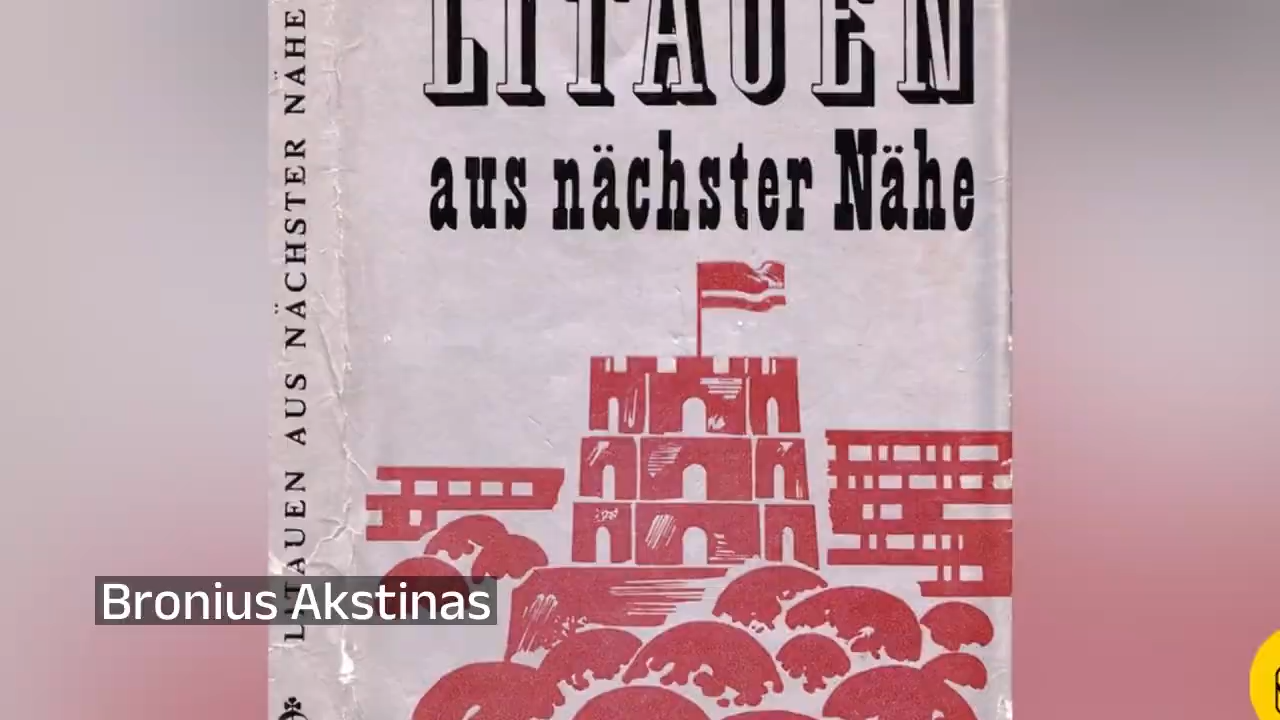 LITAUEN
aus nächster Nähe
LITAUEN AUS NÄCHSTER NÄHE
Bronius Akstinas